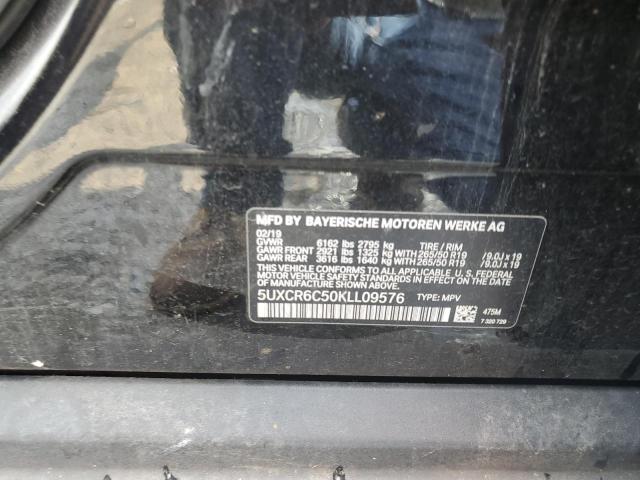 MFD BY BAYERISCHE MOTOREN WERKE AG
02/19
GVWR 6162 lbs 2795 kg TIRE / RIM
GAWR FRONT 2921 lbs 1325 kg WITH 265/50 R19 / 9.0J x 19
GAWR REAR 3616 lbs 1640 kg WITH 265/50 R19 / 9.0J x 19
THIS VEHICLE CONFORMS TO ALL APPLICABLE U.S. FEDERAL
MOTOR VEHICLE SAFETY STANDARDS IN EFFECT ON THE DATE
OF MANUFACTURE SHOWN ABOVE.
5UXCR6C50KLL09576 TYPE: MPV
475M
7 320 729